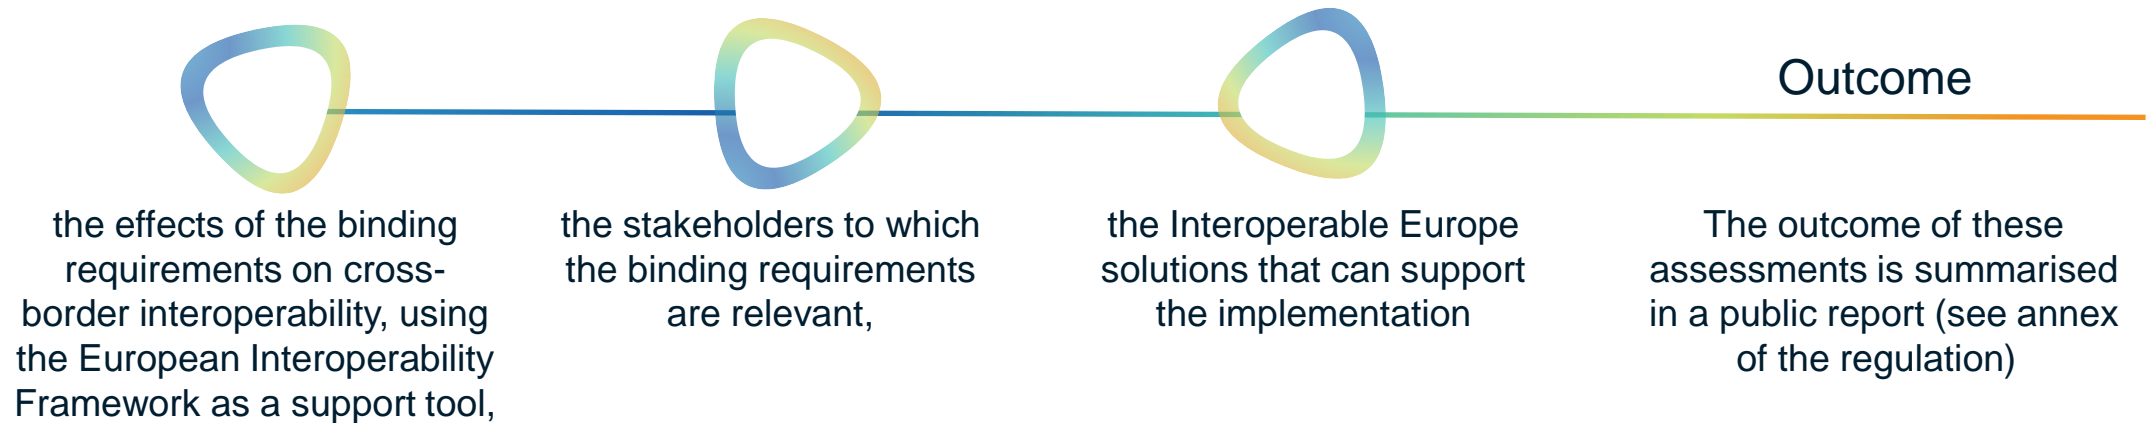 the effects of the binding
requirements on cross-
border interoperability, using
the European Interoperability
Framework as a support tool,
the stakeholders to which
the binding requirements
are relevant,
the Interoperable Europe
solutions that can support
the implementation
Outcome
The outcome of these
assessments is summarised
in a public report (see annex
of the regulation)